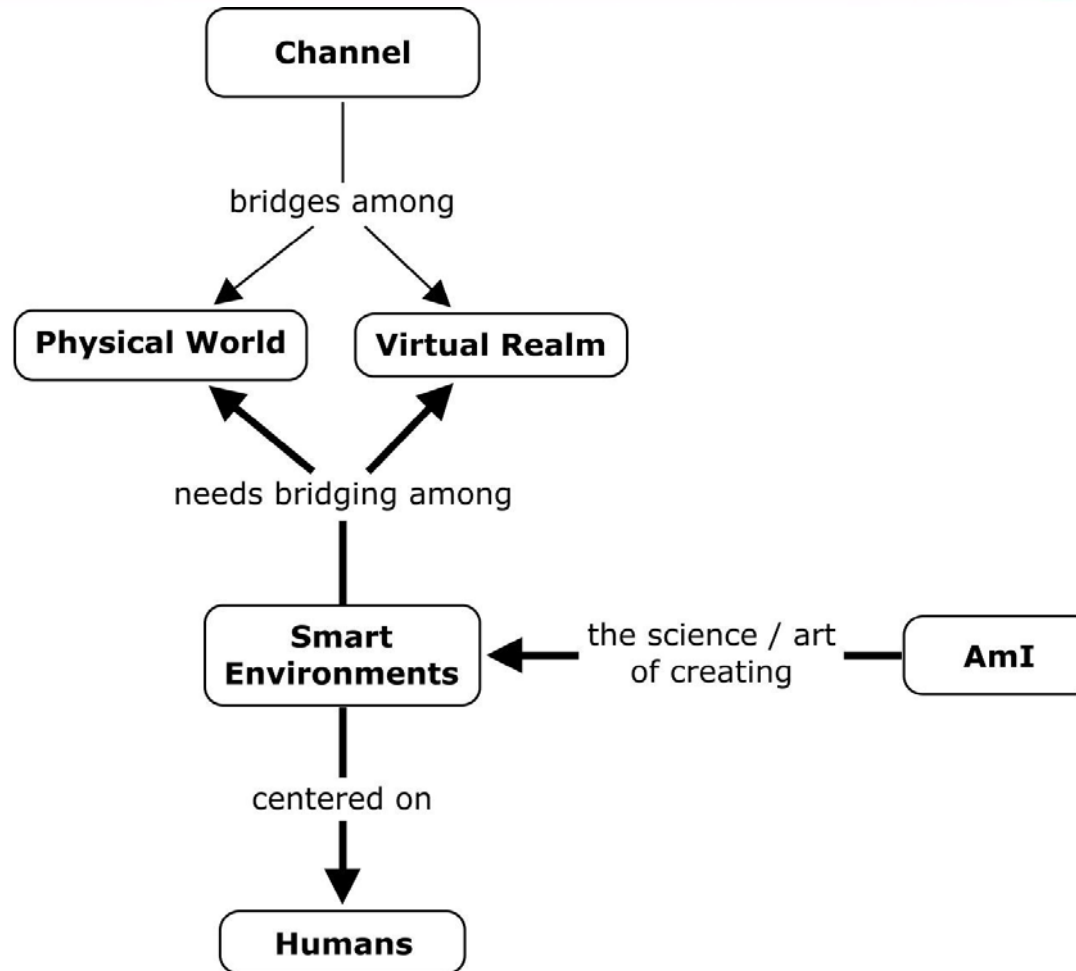 Channel
bridges among
Physical World
Virtual Realm
needs bridging among
Smart
Environments
the science / art
of creating
AmI
centered on
Humans